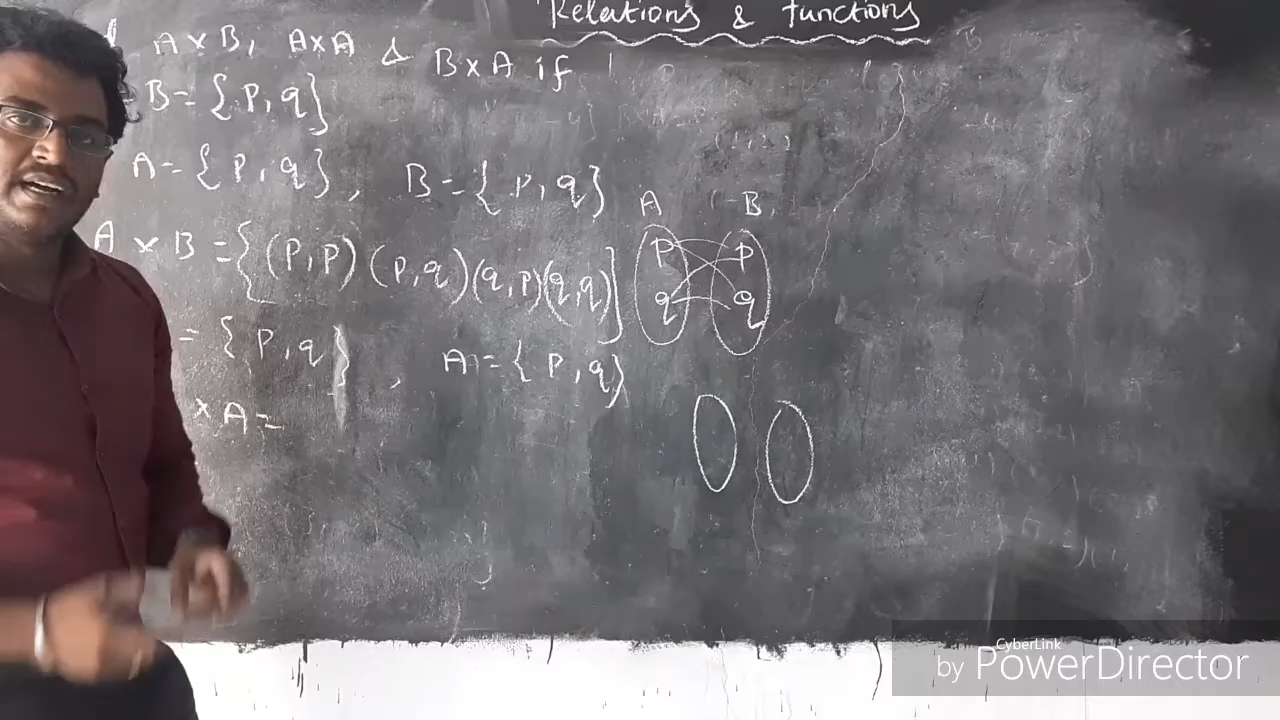 Relations & functions
A x B, A x A & B x A if
B = {p, q}
A = {p, q}, B = {p, q}
A x B = {(p, p) (p, q) (q, p) (q, q)}
A B
p p
q q
= {p, q}, A = {p, q}
x A =
CyberLink
by PowerDirector